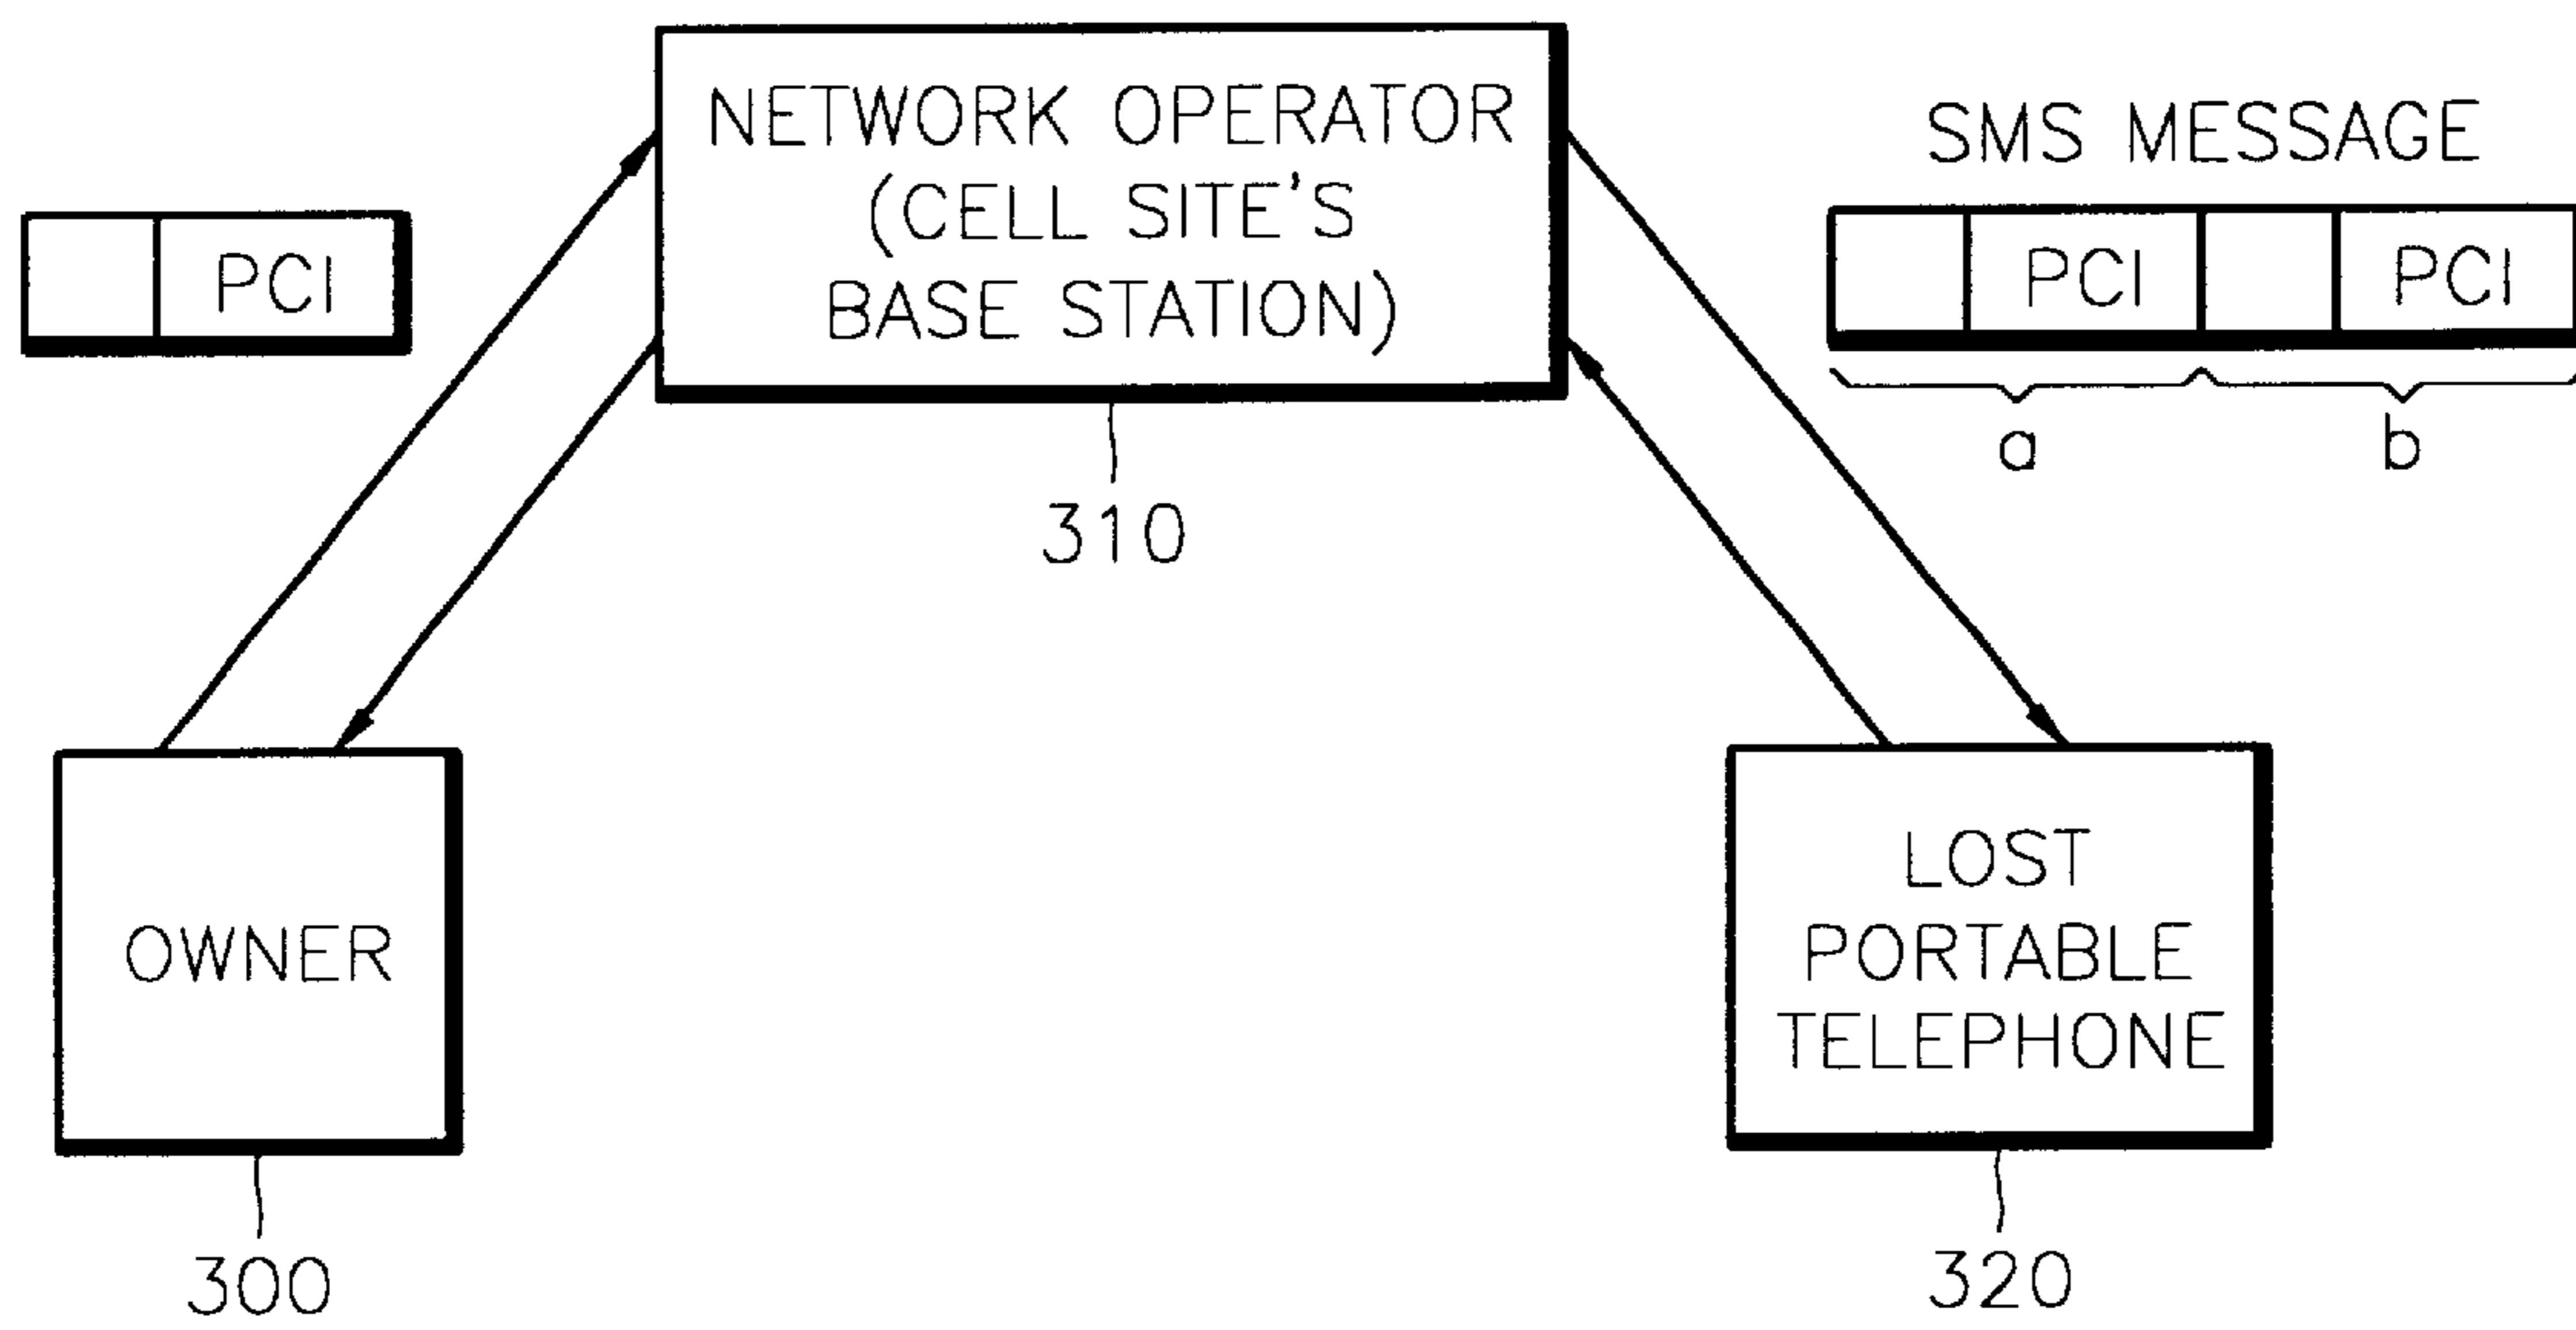 NETWORK OPERATOR
(CELL SITE'S
BASE STATION)
310
PCI
SMS MESSAGE
PCI PCI
a b
OWNER
300
LOST
PORTABLE
TELEPHONE
320